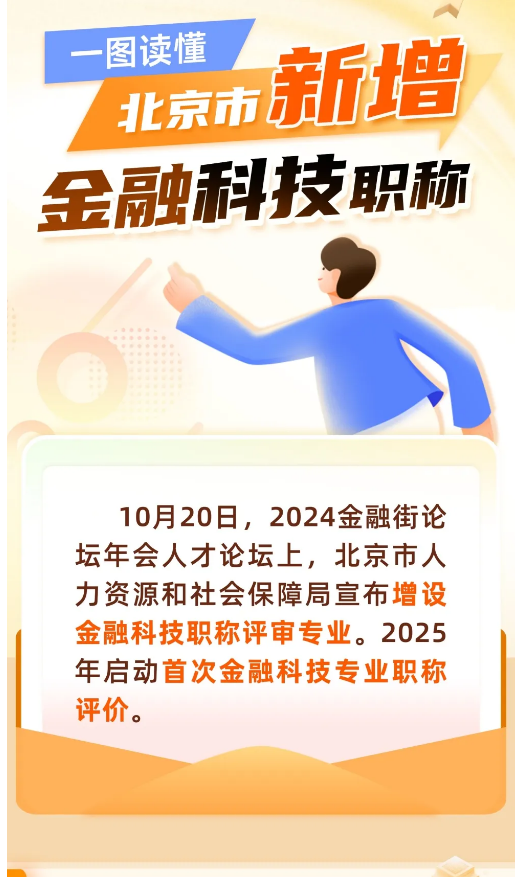 一图读懂
北京市新增
金融科技职称
10月20日，2024金融街论
坛年会人才论坛上，北京市人
力资源和社会保障局宣布增设
金融科技职称评审专业。2025
年启动首次金融科技专业职称
评价。